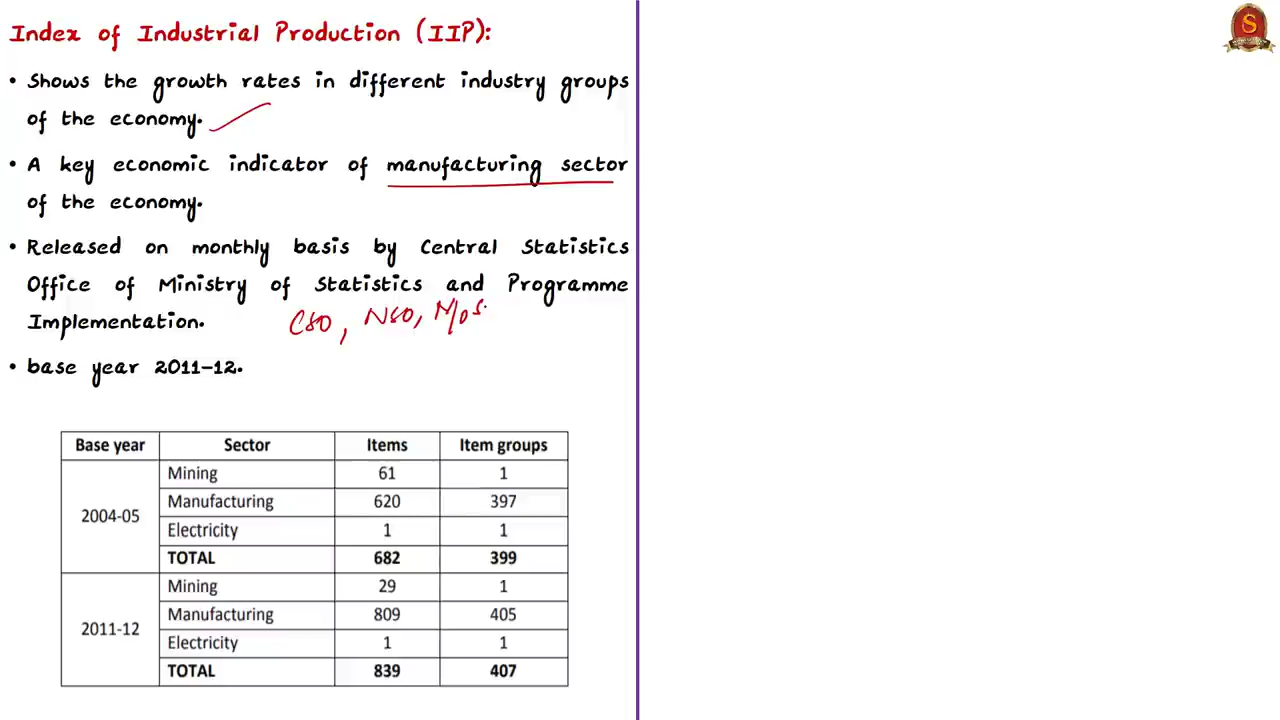 Index of Industrial Production (IIP):
• Shows the growth rates in different industry groups
of the economy.
• A key economic indicator of manufacturing sector
of the economy.
• Released on monthly basis by Central Statistics
Office of Ministry of Statistics and Programme
Implementation.
CSO, NSO, M/oS
• base year 2011-12.
Base year Sector Items Item groups
2004-05
Mining 61 1
Manufacturing 620 397
Electricity 1 1
TOTAL 682 399
2011-12
Mining 29 1
Manufacturing 809 405
Electricity 1 1
TOTAL 839 407
S